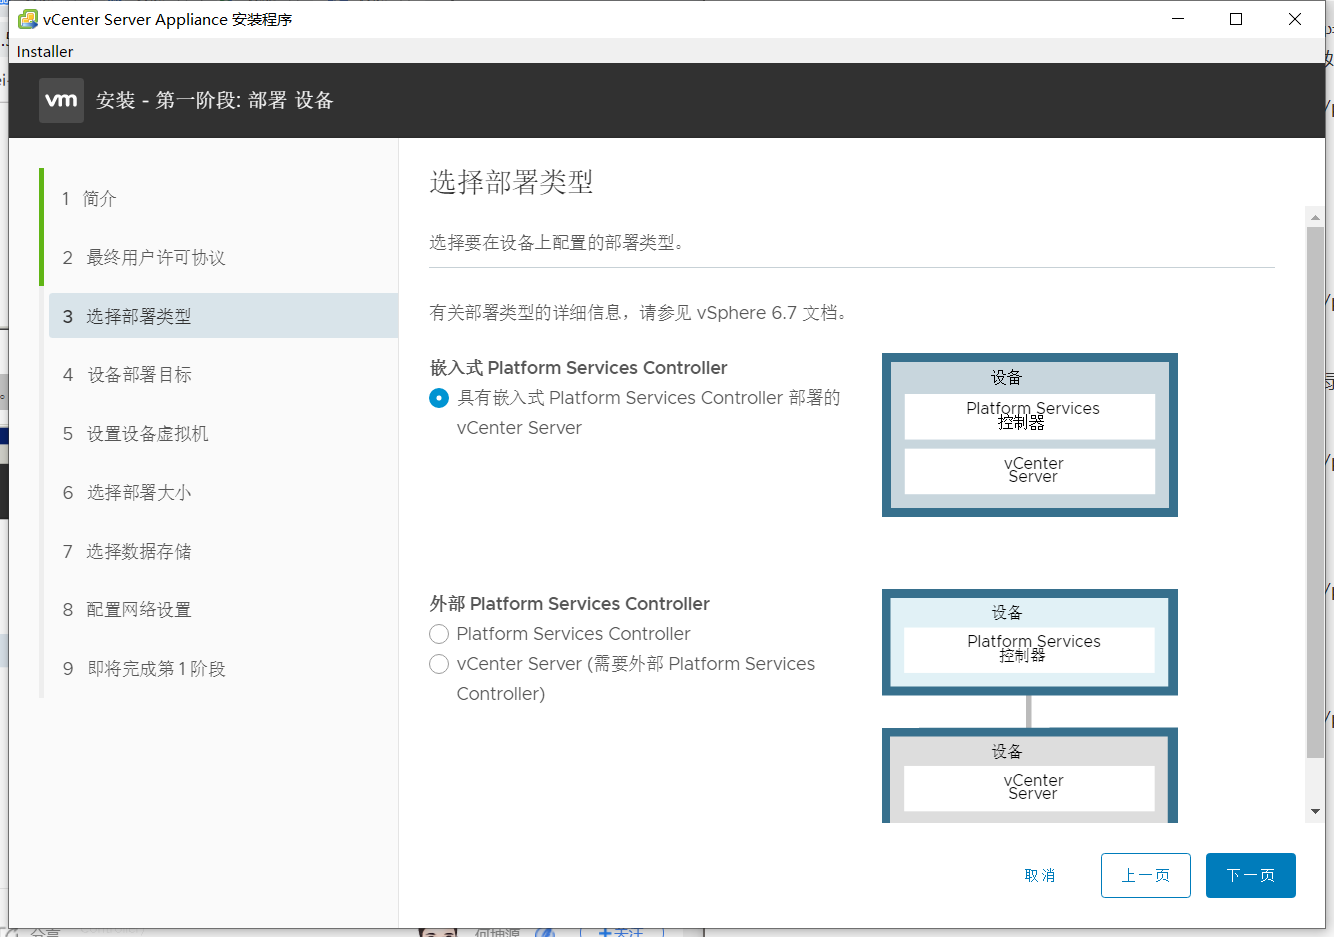 vCenter Server Appliance 安装程序
Installer
vm 安装 - 第一阶段: 部署 设备
1 简介
2 最终用户许可协议
3 选择部署类型
4 设备部署目标
5 设置设备虚拟机
6 选择部署大小
7 选择数据存储
8 配置网络设置
9 即将完成第 1 阶段
选择部署类型
选择要在设备上配置的部署类型。
有关部署类型的详细信息，请参见 vSphere 6.7 文档。
嵌入式 Platform Services Controller
具有嵌入式 Platform Services Controller 部署的
vCenter Server
设备
Platform Services
控制器
vCenter
Server
外部 Platform Services Controller
Platform Services Controller
vCenter Server (需要外部 Platform Services
Controller)
设备
Platform Services
控制器
设备
vCenter
Server
取消
上一页
下一页